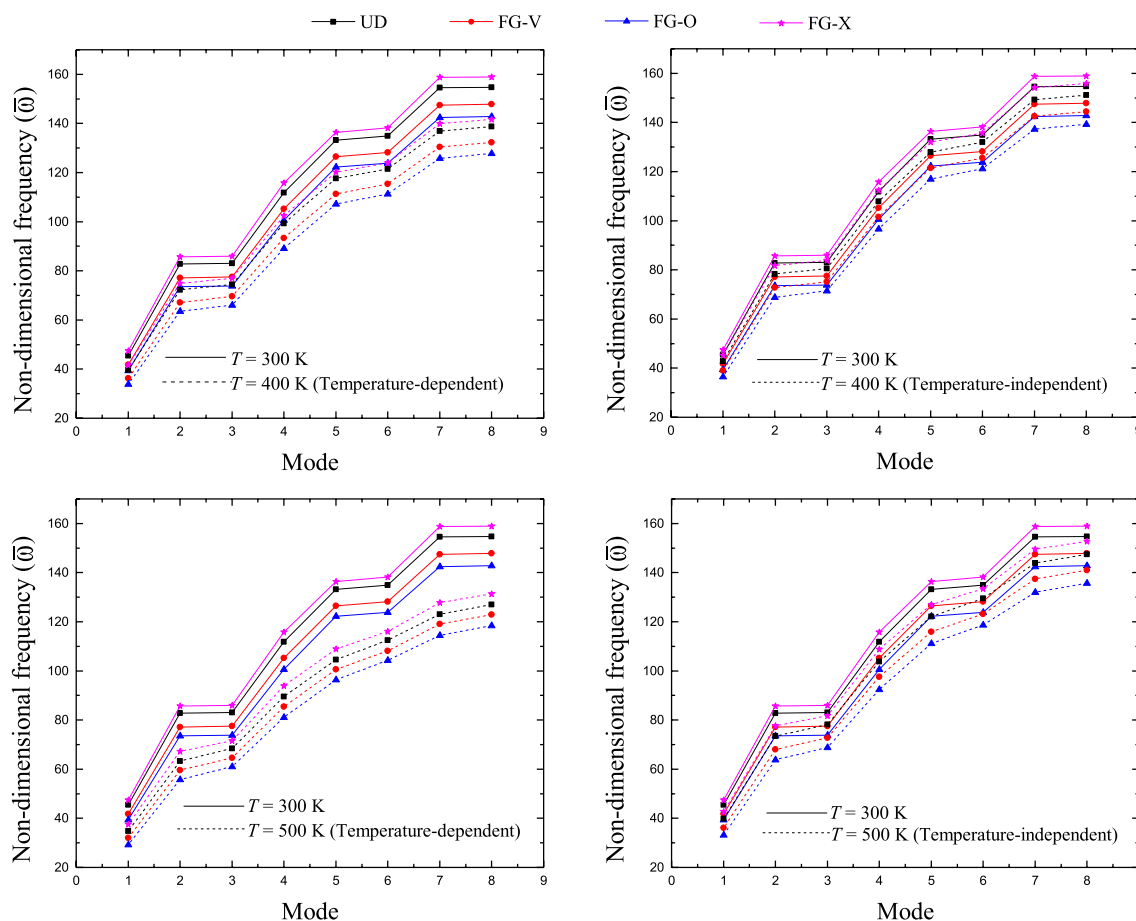 UD FG-V FG-O FG-X
Non-dimensional frequency (ω̅)
160
140
120
100
80
60
40
20
0 1 2 3 4 5 6 7 8 9
Mode
T = 300 K
T = 400 K (Temperature-dependent)
Non-dimensional frequency (ω̅)
160
140
120
100
80
60
40
20
0 1 2 3 4 5 6 7 8 9
Mode
T = 300 K
T = 400 K (Temperature-independent)
Non-dimensional frequency (ω̅)
160
140
120
100
80
60
40
20
0 1 2 3 4 5 6 7 8 9
Mode
T = 300 K
T = 500 K (Temperature-dependent)
Non-dimensional frequency (ω̅)
160
140
120
100
80
60
40
20
0 1 2 3 4 5 6 7 8 9
Mode
T = 300 K
T = 500 K (Temperature-independent)